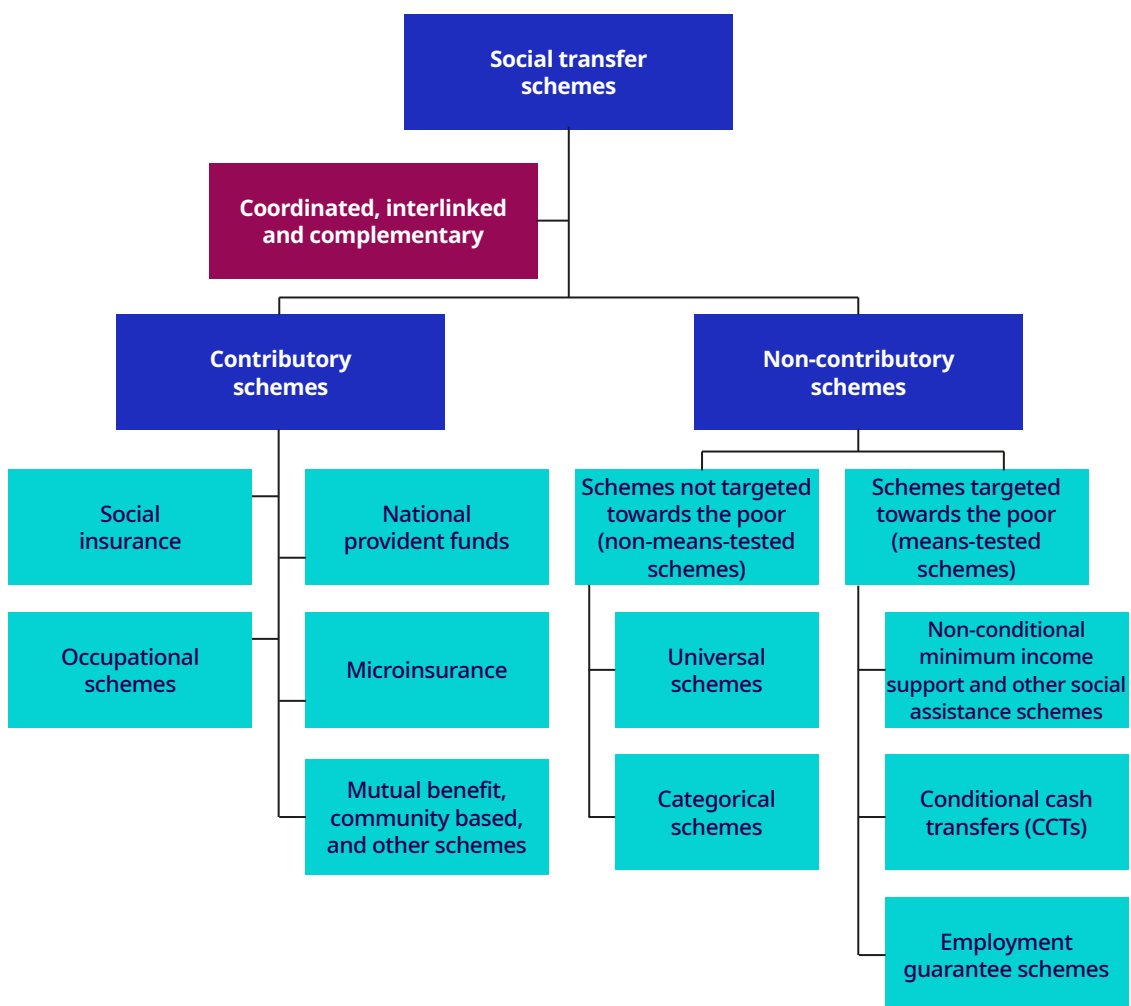 Social transfer
schemes
Coordinated, interlinked
and complementary
Contributory
schemes
Non-contributory
schemes
Social
insurance
National
provident funds
Occupational
schemes
Microinsurance
Mutual benefit,
community based,
and other schemes
Schemes not targeted
towards the poor
(non-means-tested
schemes)
Schemes targeted
towards the poor
(means-tested
schemes)
Universal
schemes
Categorical
schemes
Non-conditional
minimum income
support and other social
assistance schemes
Conditional cash
transfers (CCTs)
Employment
guarantee schemes